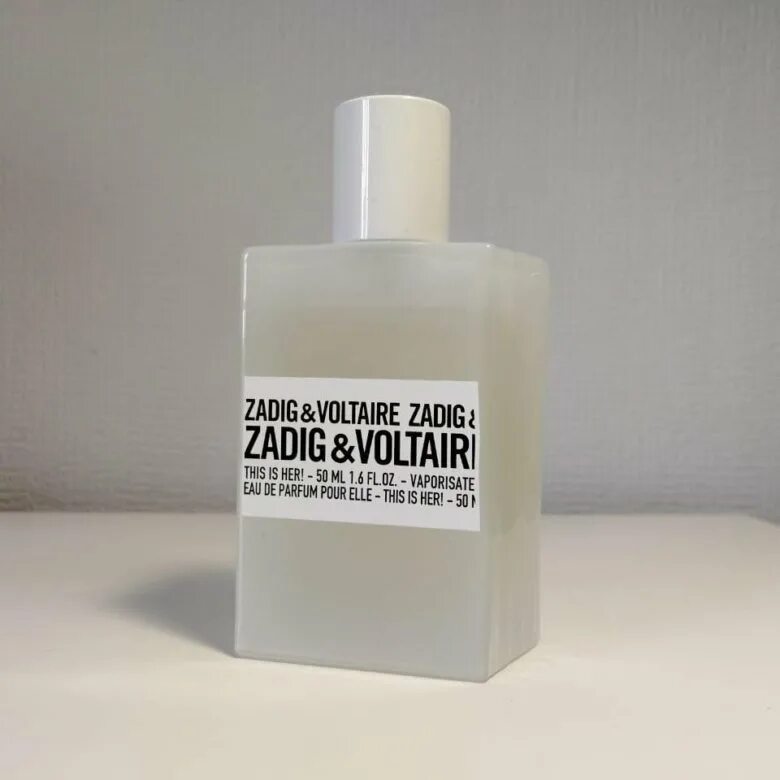 ZADIG&VOLTAIRE ZADIG &
ZADIG&VOLTAIR
THIS IS HER! - 50 ML 1.6 FL.OZ. - VAPORISATE
EAU DE PARFUM POUR ELLE - THIS IS HER! - 50 M